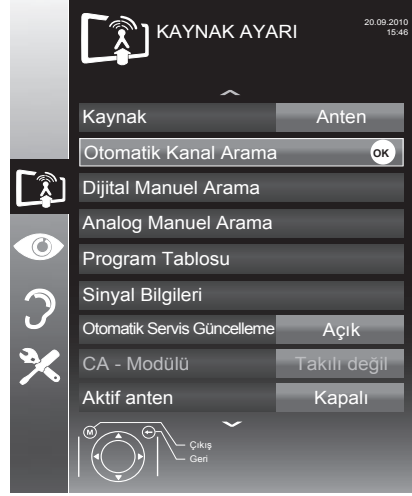 KAYNAK AYARI
20.09.2010
15:46
Kaynak Anten
Otomatik Kanal Arama OK
Dijital Manuel Arama
Analog Manuel Arama
Program Tablosu
Sinyal Bilgileri
Otomatik Servis Güncelleme Açık
CA - Modülü Takılı değil
Aktif anten Kapalı
M
Çıkış
Geri